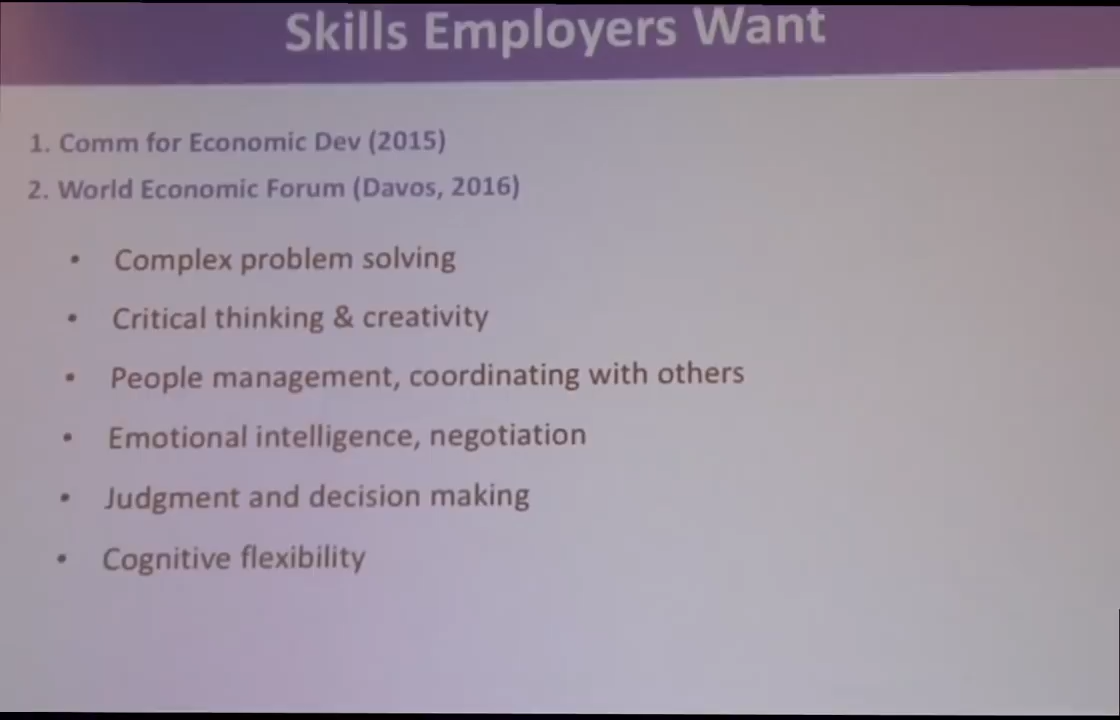 Skills Employers Want
1. Comm for Economic Dev (2015)
2. World Economic Forum (Davos, 2016)
• Complex problem solving
• Critical thinking & creativity
• People management, coordinating with others
• Emotional intelligence, negotiation
• Judgment and decision making
• Cognitive flexibility